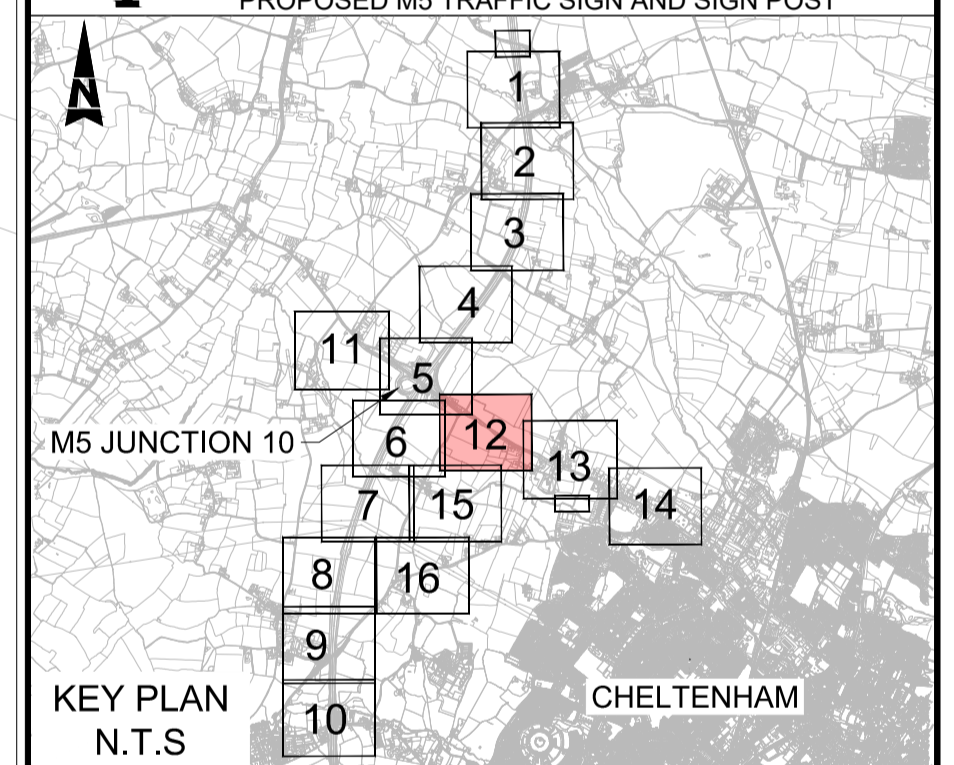 PROPOSED M5 TRAFFIC SIGN AND SIGN POST
N
1
2
3
4
11
5
M5 JUNCTION 10
6
12
13
7
15
14
8
16
9
10
KEY PLAN
N.T.S
CHELTENHAM